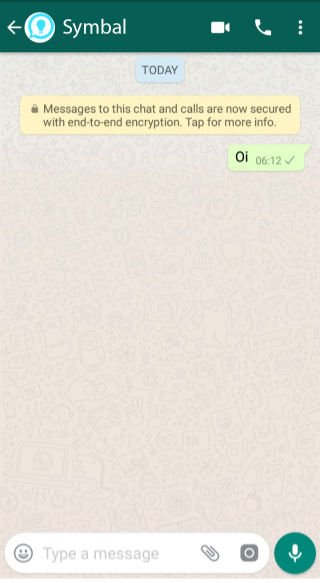 Symbal
TODAY
Messages to this chat and calls are now secured
with end-to-end encryption. Tap for more info.
Oi 06:12
Type a message